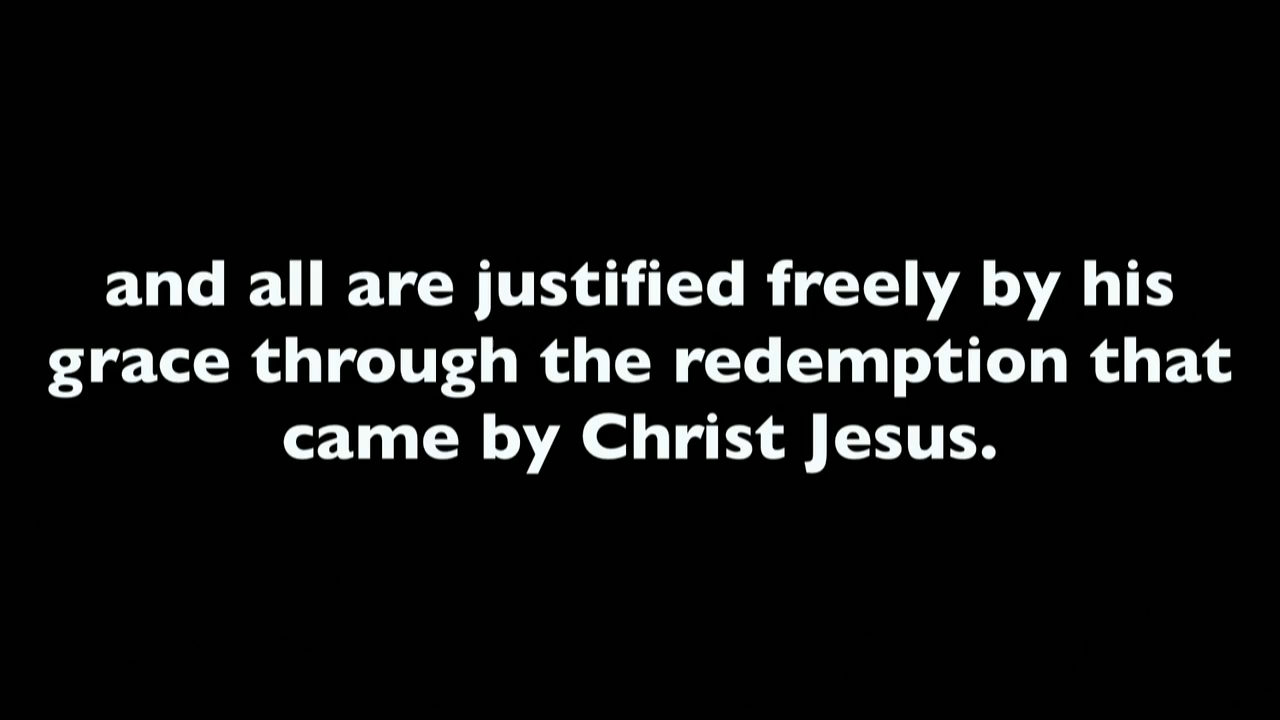 and all are justified freely by his
grace through the redemption that
came by Christ Jesus.